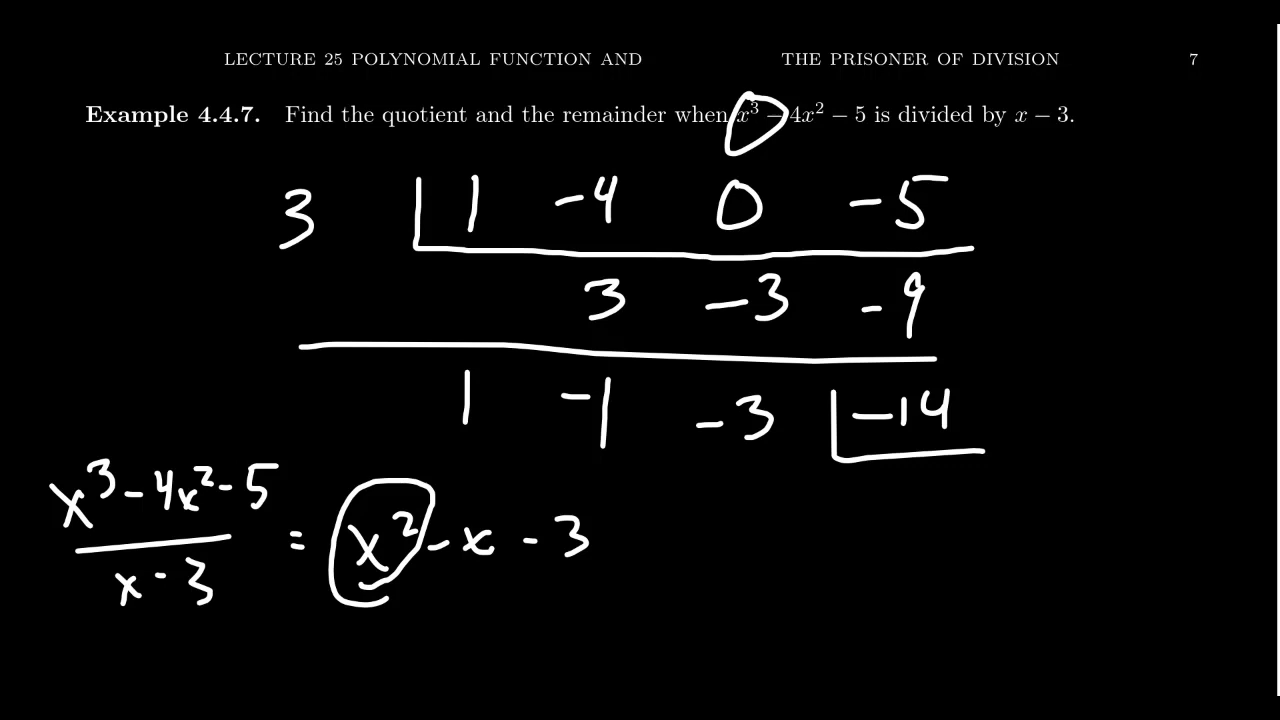 LECTURE 25 POLYNOMIAL FUNCTION AND THE PRISONER OF DIVISION 7
Example 4.4.7. Find the quotient and the remainder when x³ − 4x² − 5 is divided by x − 3.
3 | 1 -4 0 -5
3 -3 -9
1 -1 -3 | -14
x³ - 4x² - 5
= x² - x - 3
x - 3